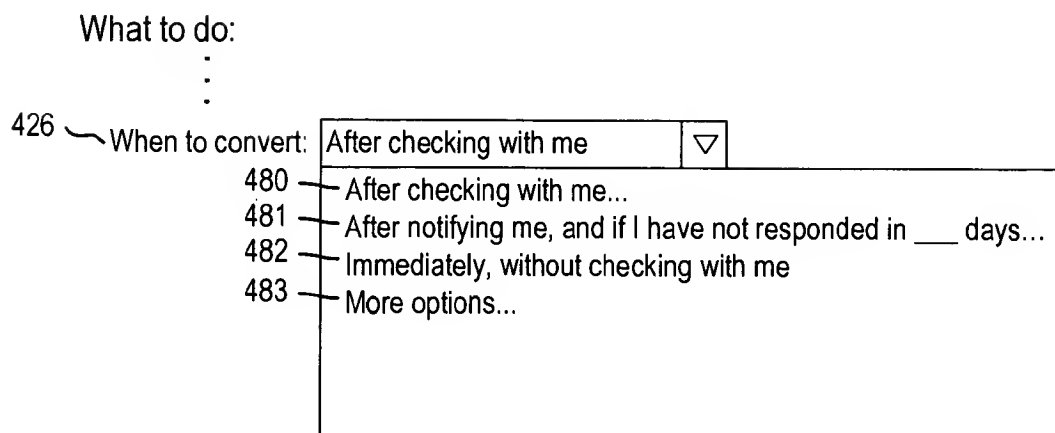 What to do:
426 When to convert: After checking with me
480 After checking with me...
481 After notifying me, and if I have not responded in ___ days...
482 Immediately, without checking with me
483 More options...